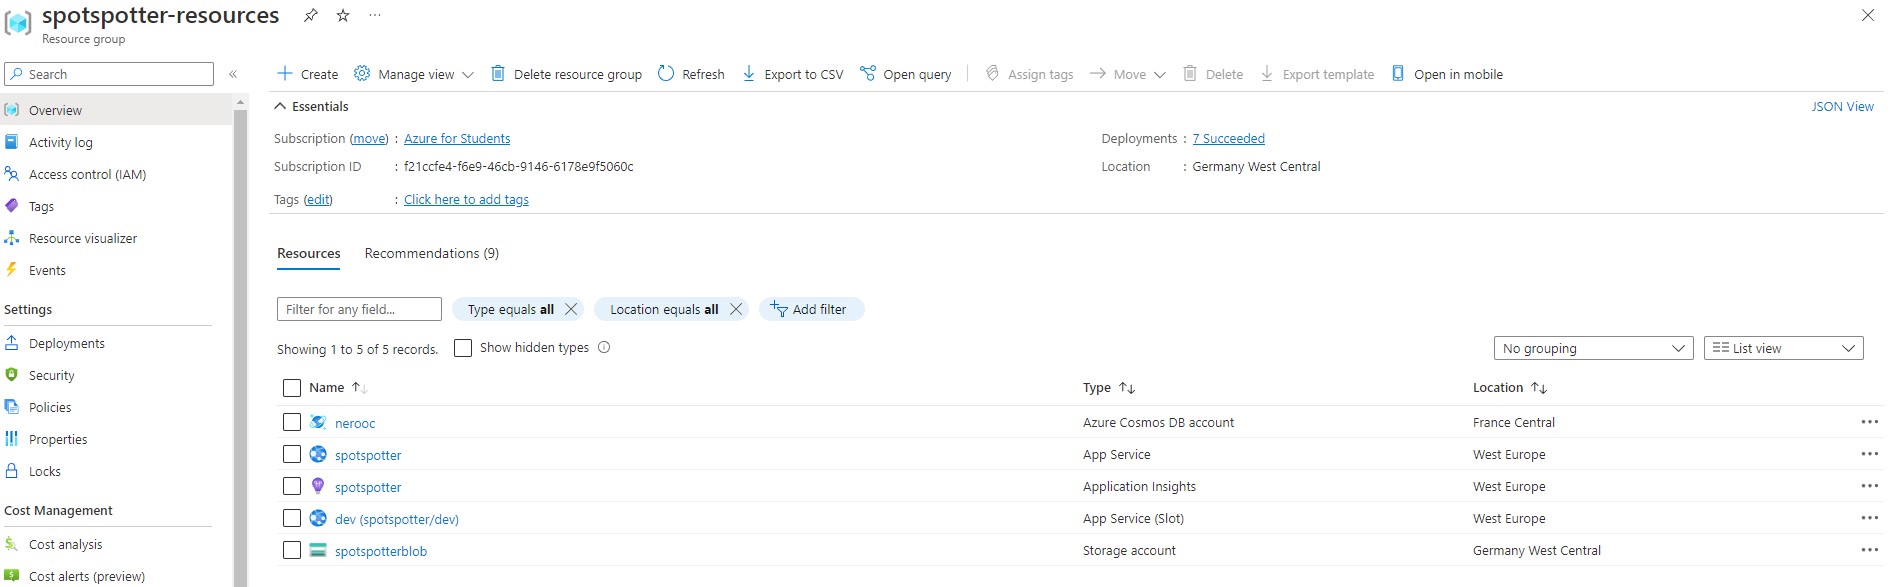 spotspotter-resources
Resource group
Search
Create Manage view Delete resource group Refresh Export to CSV Open query Assign tags Move Delete Export template Open in mobile
Overview
Activity log
Access control (IAM)
Tags
Resource visualizer
Events
Settings
Deployments
Security
Policies
Properties
Locks
Cost Management
Cost analysis
Cost alerts (preview)
Essentials
JSON View
Subscription (move) : Azure for Students
Deployments : 7 Succeeded
Subscription ID : f21ccfe4-f6e9-46cb-9146-6178e9f5060c
Location : Germany West Central
Tags (edit) : Click here to add tags
Resources Recommendations (9)
Filter for any field... Type equals all Location equals all Add filter
Showing 1 to 5 of 5 records. Show hidden types
No grouping List view
Name Type Location
nerooc Azure Cosmos DB account France Central
spotspotter App Service West Europe
spotspotter Application Insights West Europe
dev (spotspotter/dev) App Service (Slot) West Europe
spotspotterblob Storage account Germany West Central